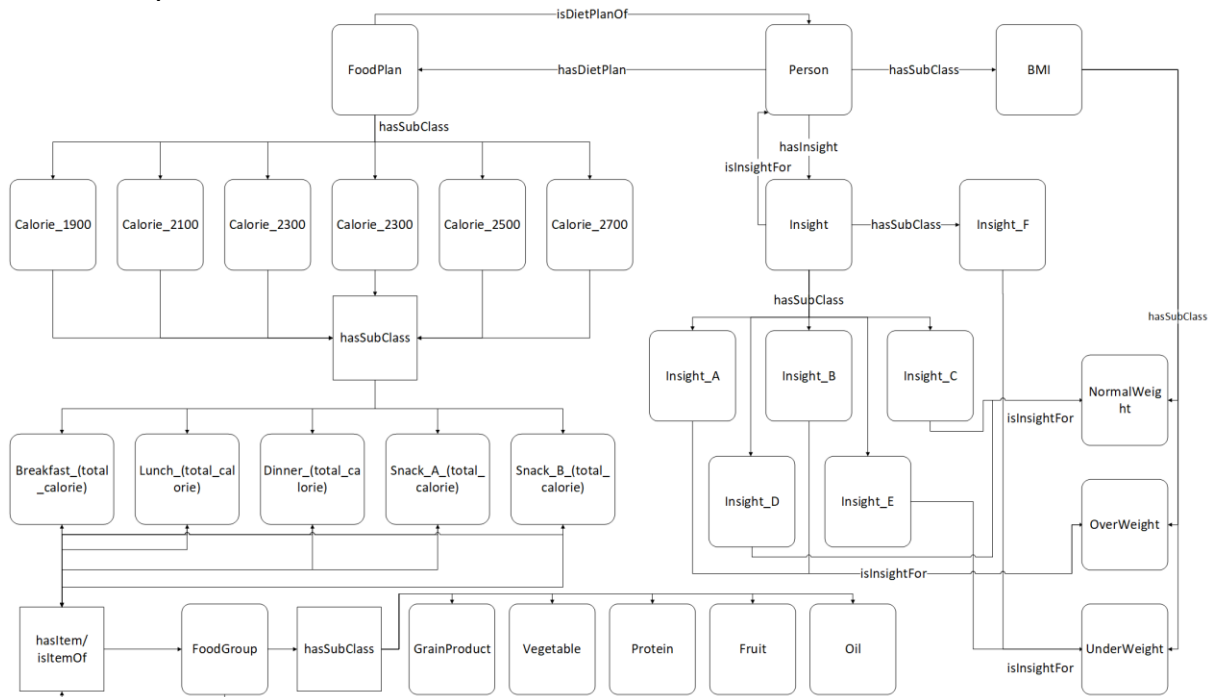 isDietPlanOf
FoodPlan
hasDietPlan
Person
hasSubClass
BMI
hasSubClass
hasInsight
isInsightFor
Calorie_1900
Calorie_2100
Calorie_2300
Calorie_2300
Calorie_2500
Calorie_2700
Insight
hasSubClass
Insight_F
hasSubClass
hasSubClass
hasSubClass
Insight_A
Insight_B
Insight_C
NormalWeig
ht
isInsightFor
Breakfast_(total
_calorie)
Lunch_(total_cal
orie)
Dinner_(total_ca
lorie)
Snack_A_(total_
calorie)
Snack_B_(total_
calorie)
Insight_D
Insight_E
OverWeight
isInsightFor
hasItem/
isItemOf
FoodGroup
hasSubClass
GrainProduct
Vegetable
Protein
Fruit
Oil
UnderWeight
isInsightFor